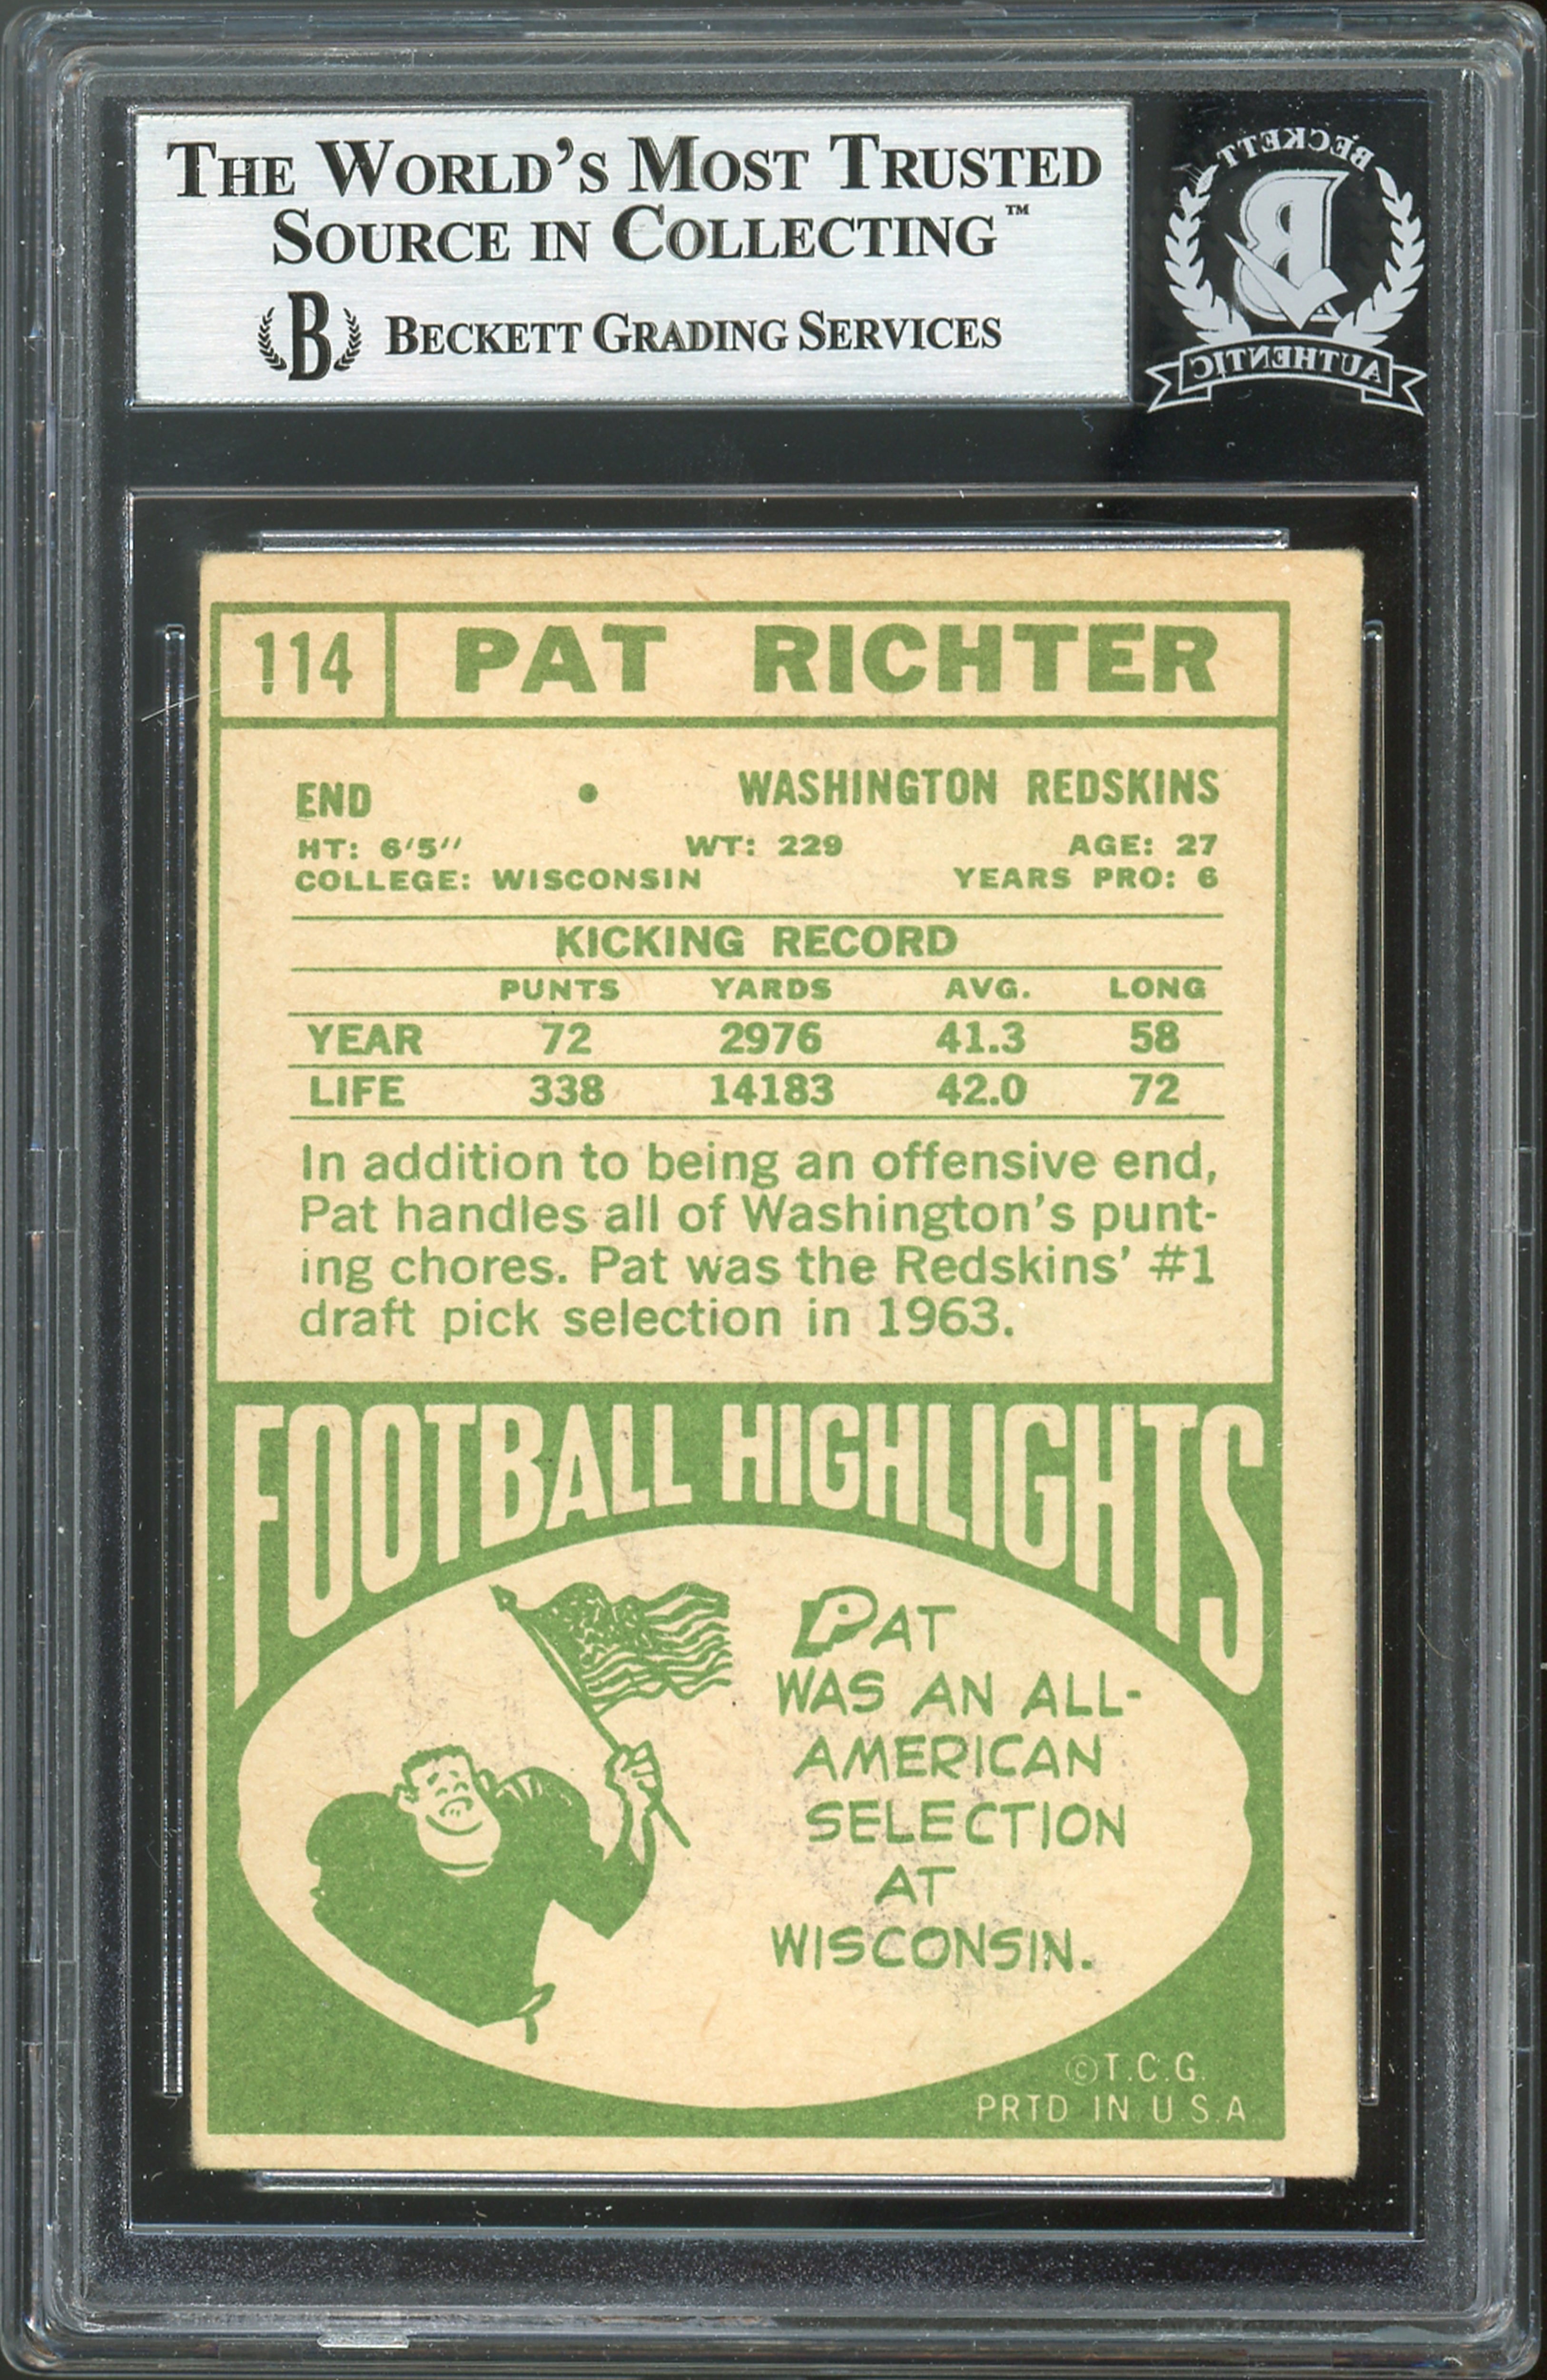 THE WORLD'S MOST TRUSTED
SOURCE IN COLLECTING™
B BECKETT GRADING SERVICES
BECKETT
B
AUTHENTIC
114 PAT RICHTER
END • WASHINGTON REDSKINS
HT: 6'5'' WT: 229 AGE: 27
COLLEGE: WISCONSIN YEARS PRO: 6
KICKING RECORD
PUNTS YARDS AVG. LONG
YEAR 72 2976 41.3 58
LIFE 338 14183 42.0 72
In addition to being an offensive end,
Pat handles all of Washington's punt-
ing chores. Pat was the Redskins' #1
draft pick selection in 1963.
FOOTBALL HIGHLIGHTS
PAT
WAS AN ALL-
AMERICAN
SELECTION
AT
WISCONSIN.
©T.C.G.
PRTD IN U.S.A.